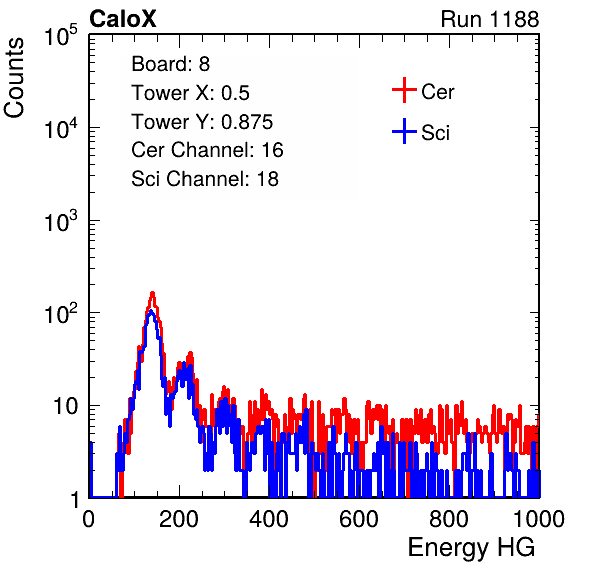 CaloX Run 1188
Counts
Board: 8
Tower X: 0.5
Tower Y: 0.875
Cer Channel: 16
Sci Channel: 18
Cer
Sci
10^5
10^4
10^3
10^2
10
1
0 200 400 600 800 1000
Energy HG